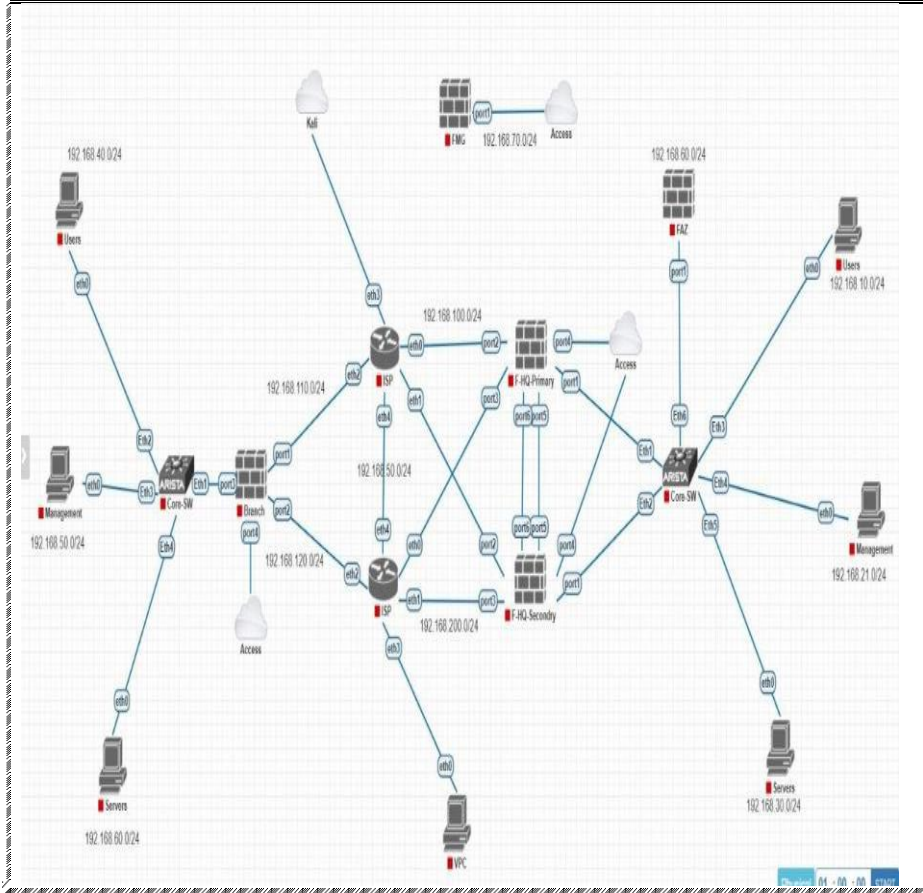 Kali
port1
FMG
192.168.70.0/24
Access
192.168.40.0/24
192.168.60.0/24
Users
FAZ
Users
eth0
192.168.10.0/24
eth0
port1
eth3
192.168.100.0/24
ISP
eth0
port2
F-HQ-Primary
port4
Access
port3
port1
eth2
eth1
192.168.110.0/24
eth4
port6
port5
Eth6
Eth3
Eth2
port1
192.168.50.0/24
Eth1
ARISTA
Core-SW
Eth4
eth0
Management
192.168.21.0/24
Management
eth0
Eth3
ARISTA
Core-SW
Eth1
port3
Branch
192.168.50.0/24
Eth4
port4
port2
192.168.120.0/24
eth4
eth0
port6
port5
port2
port4
Eth2
Eth5
eth2
ISP
eth1
port3
F-HQ-Secondry
port1
192.168.200.0/24
Access
eth3
eth0
eth0
eth0
Servers
192.168.60.0/24
VPC
Servers
192.168.30.0/24
01 : 00 : 00
START